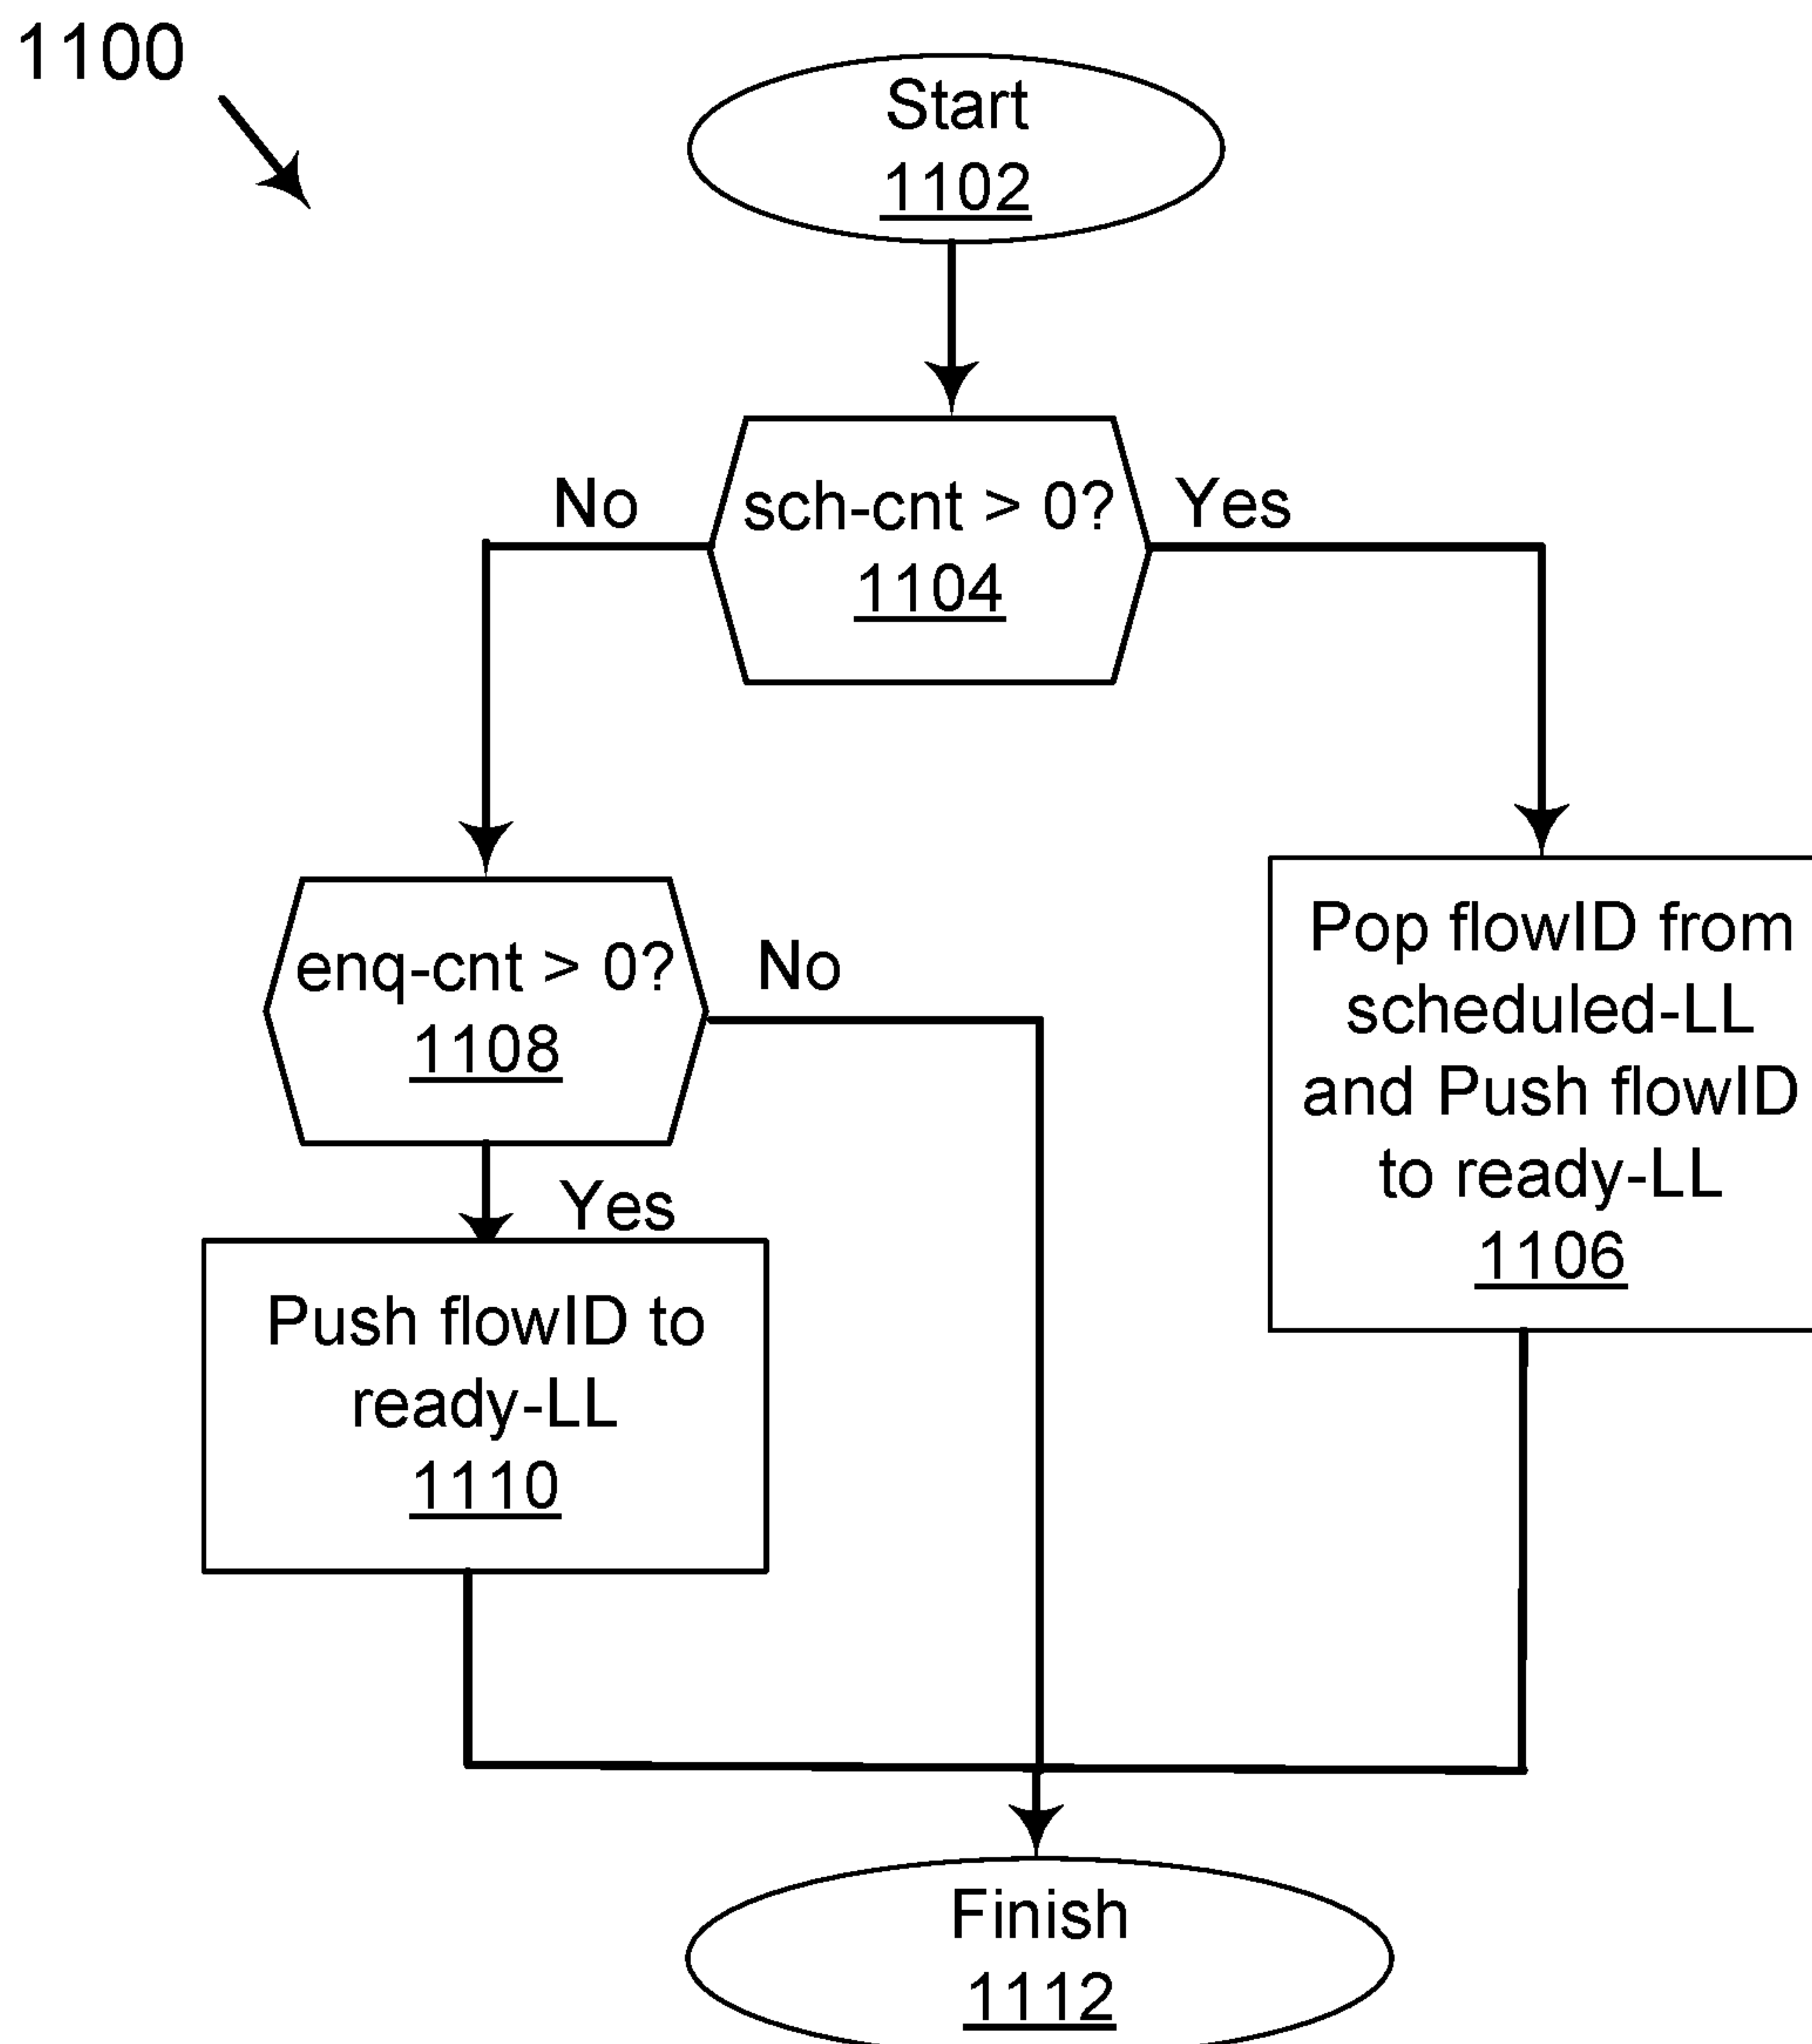 1100
Start
1102
sch-cnt > 0?
1104
No
Yes
enq-cnt > 0?
1108
No
Yes
Pop flowID from
scheduled-LL
and Push flowID
to ready-LL
1106
Push flowID to
ready-LL
1110
Finish
1112